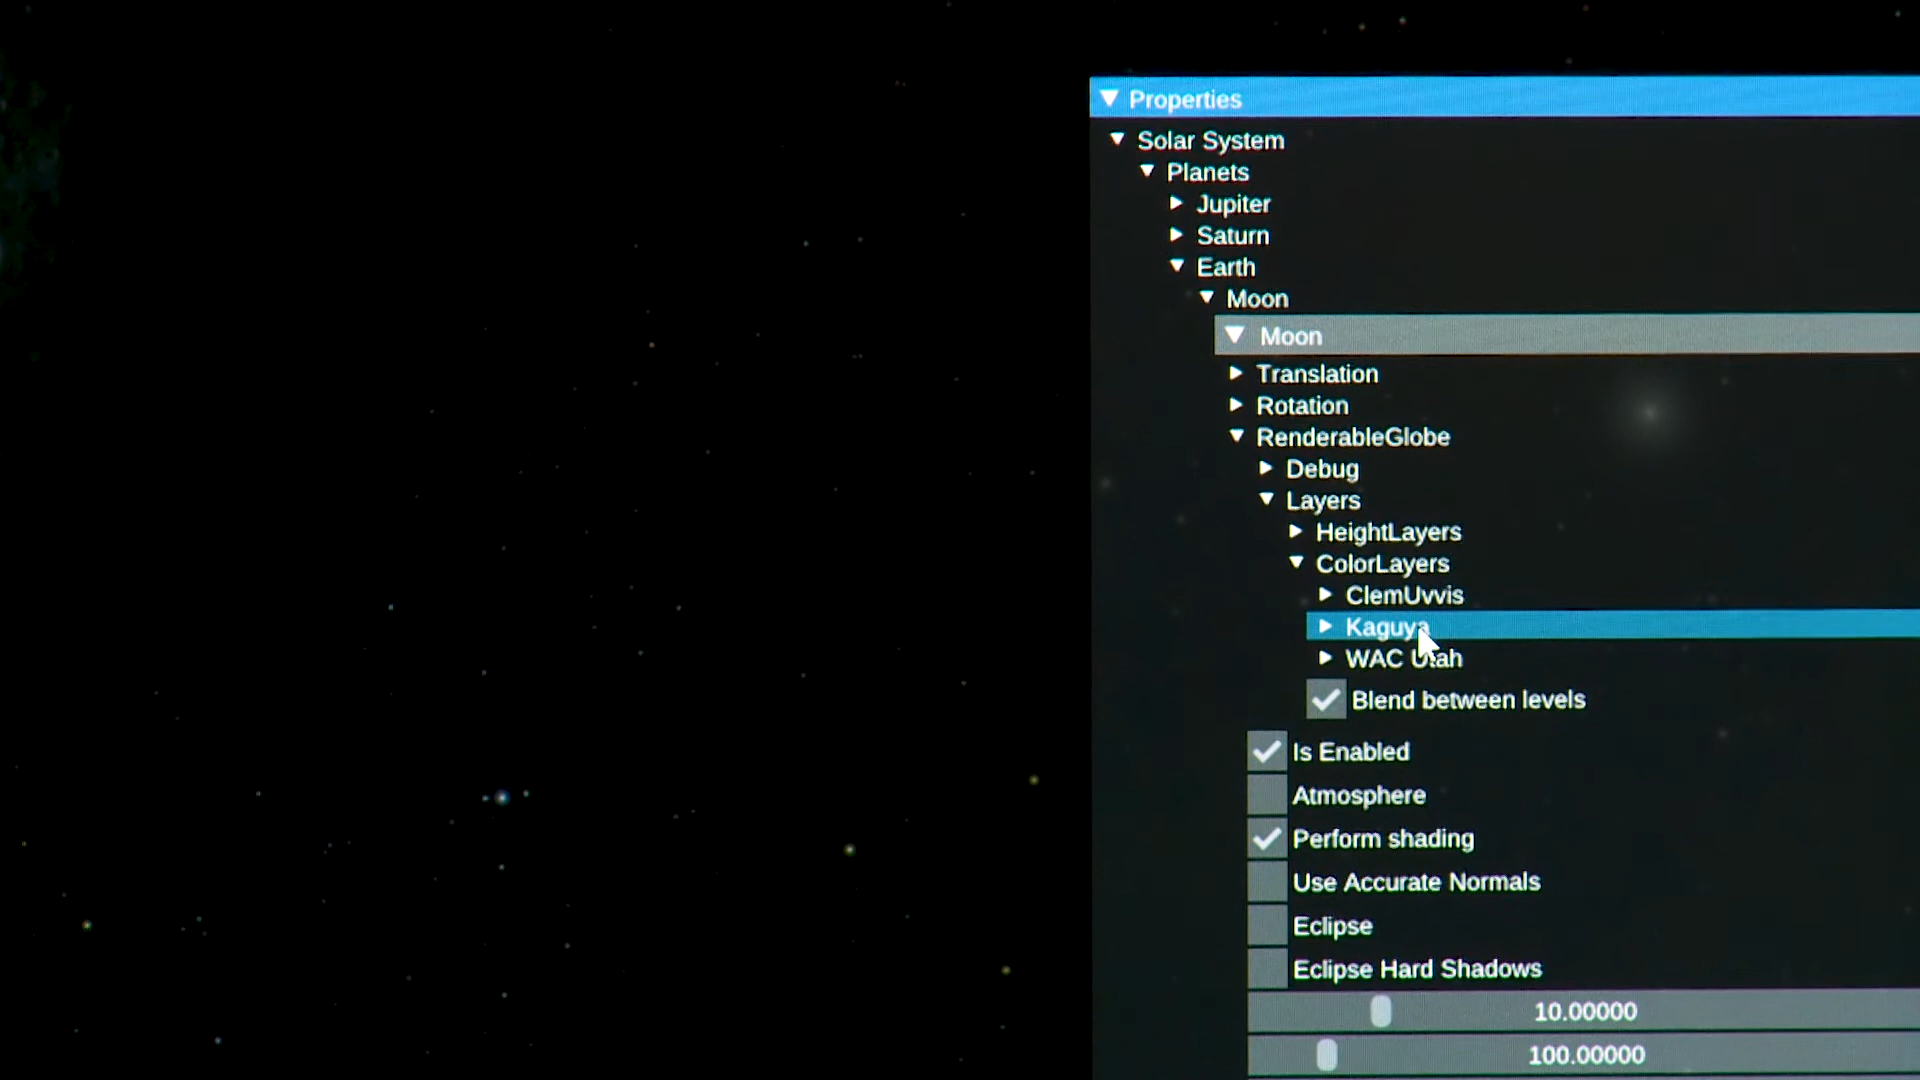 Properties
Solar System
Planets
Jupiter
Saturn
Earth
Moon
Moon
Translation
Rotation
RenderableGlobe
Debug
Layers
HeightLayers
ColorLayers
ClemUvvis
Kaguya
WAC Utah
Blend between levels
Is Enabled
Atmosphere
Perform shading
Use Accurate Normals
Eclipse
Eclipse Hard Shadows
10.00000
100.00000